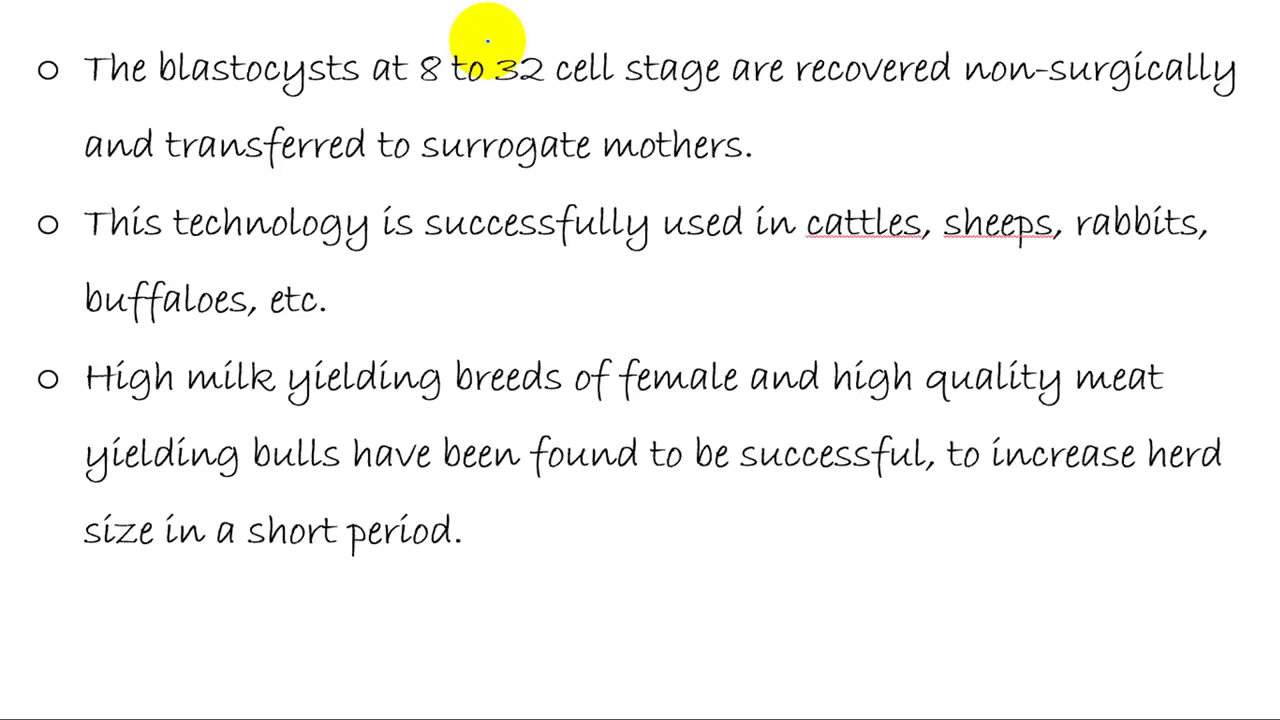 o The blastocysts at 8 to 32 cell stage are recovered non-surgically
and transferred to surrogate mothers.
o This technology is successfully used in cattles, sheeps, rabbits,
buffaloes, etc.
o High milk yielding breeds of female and high quality meat
yielding bulls have been found to be successful, to increase herd
size in a short period.